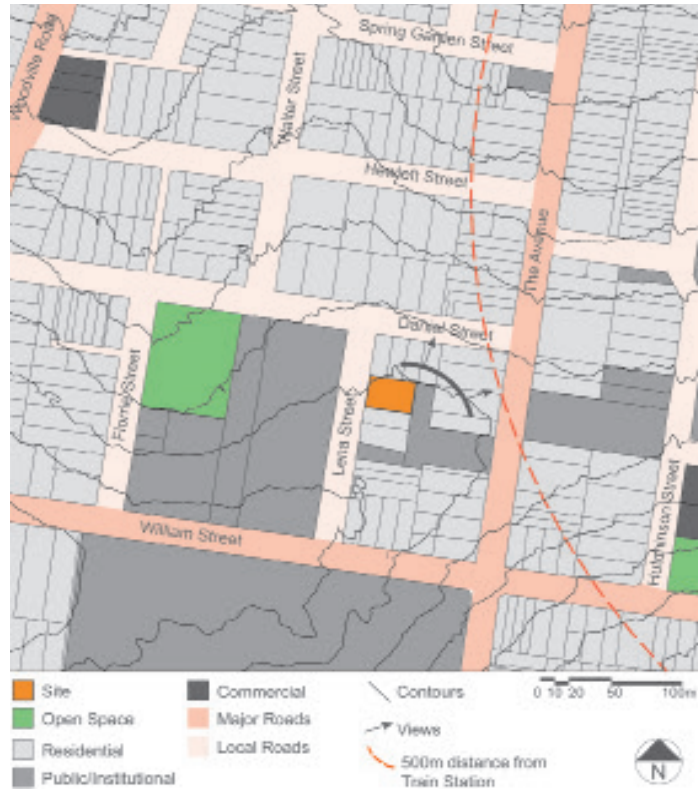 Spring Garden Street
Woodville Road
Walter Street
Hewlett Street
The Avenue
Daniel Street
Lena Street
William Street
Hutchinson Street
Site
Open Space
Residential
Public/Institutional
Commercial
Major Roads
Local Roads
Contours
Views
500m distance from
Train Station
0 10 20 50 100m
N